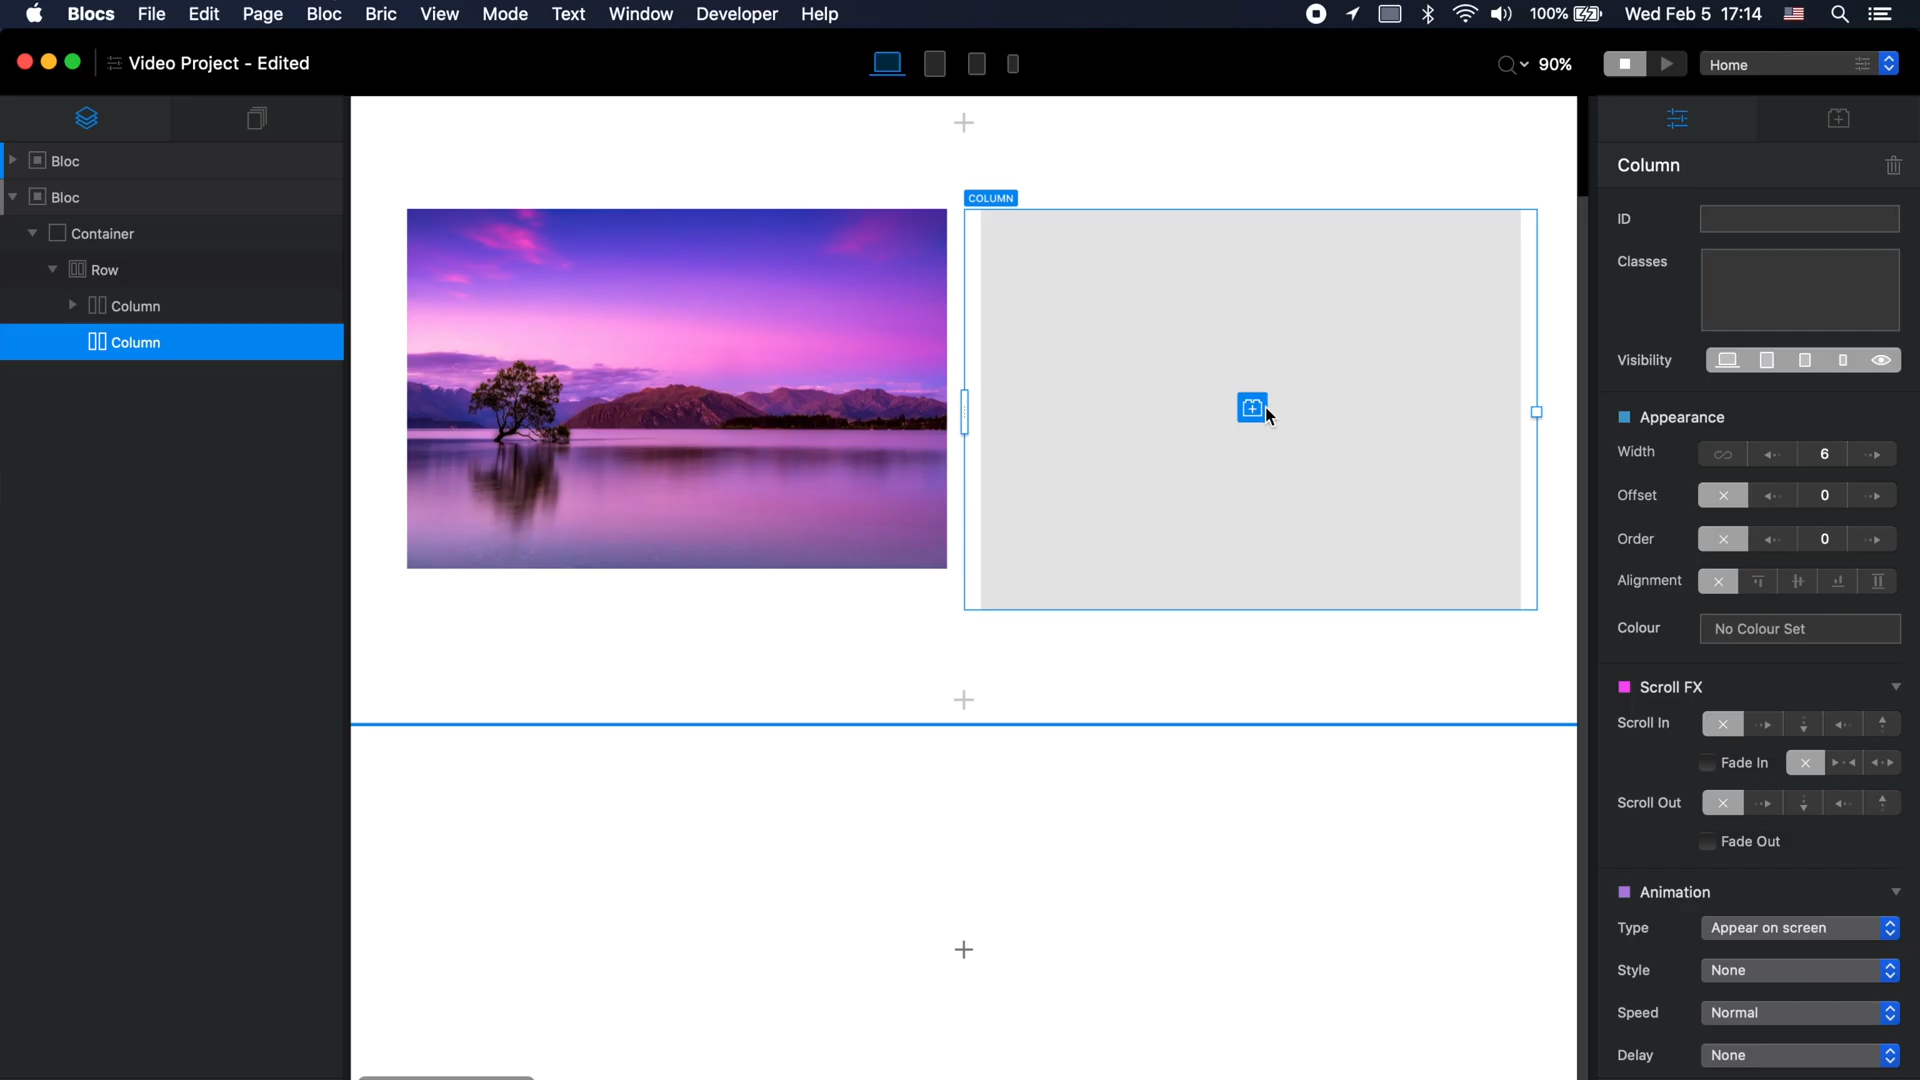 Blocs File Edit Page Bloc Bric View Mode Text Window Developer Help 100% Wed Feb 5 17:14
Video Project - Edited 90% Home
Bloc
Bloc
Container
Row
Column
Column
COLUMN
Column
ID
Classes
Visibility
Appearance
Width 6
Offset 0
Order 0
Alignment
Colour No Colour Set
Scroll FX
Scroll In
Fade In
Scroll Out
Fade Out
Animation
Type Appear on screen
Style None
Speed Normal
Delay None